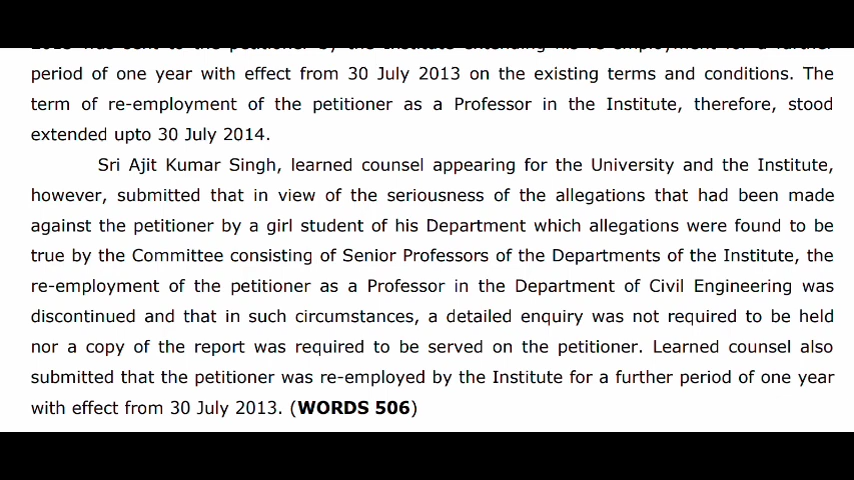 period of one year with effect from 30 July 2013 on the existing terms and conditions. The
term of re-employment of the petitioner as a Professor in the Institute, therefore, stood
extended upto 30 July 2014.
Sri Ajit Kumar Singh, learned counsel appearing for the University and the Institute,
however, submitted that in view of the seriousness of the allegations that had been made
against the petitioner by a girl student of his Department which allegations were found to be
true by the Committee consisting of Senior Professors of the Departments of the Institute, the
re-employment of the petitioner as a Professor in the Department of Civil Engineering was
discontinued and that in such circumstances, a detailed enquiry was not required to be held
nor a copy of the report was required to be served on the petitioner. Learned counsel also
submitted that the petitioner was re-employed by the Institute for a further period of one year
with effect from 30 July 2013. (WORDS 506)